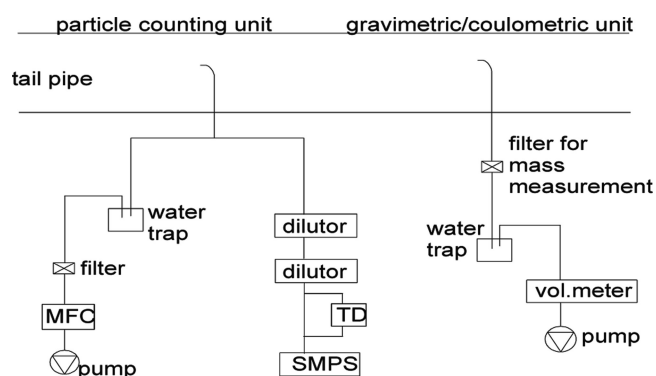 particle counting unit
gravimetric/coulometric unit
tail pipe
filter for
mass
measurement
water
trap
dilutor
water
trap
filter
dilutor
vol.meter
MFC
TD
pump
pump
SMPS